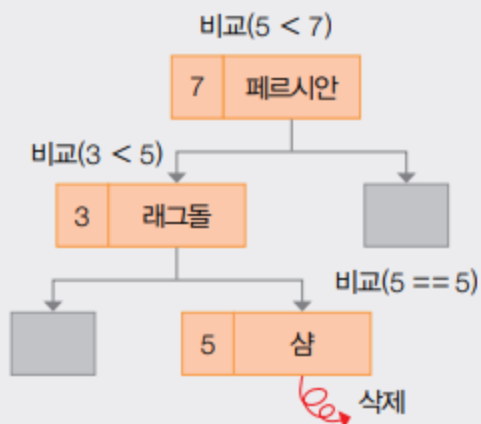 비교(5 < 7)
7 페르시안
비교(3 < 5)
3 래그돌
비교(5 == 5)
5 샴
삭제